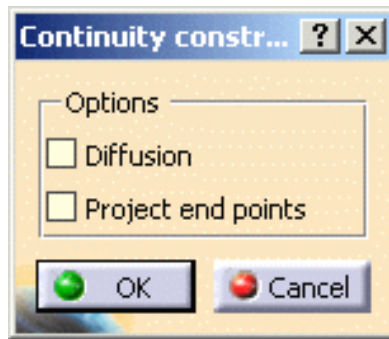 Continuity constr... ? X
Options
Diffusion
Project end points
OK Cancel